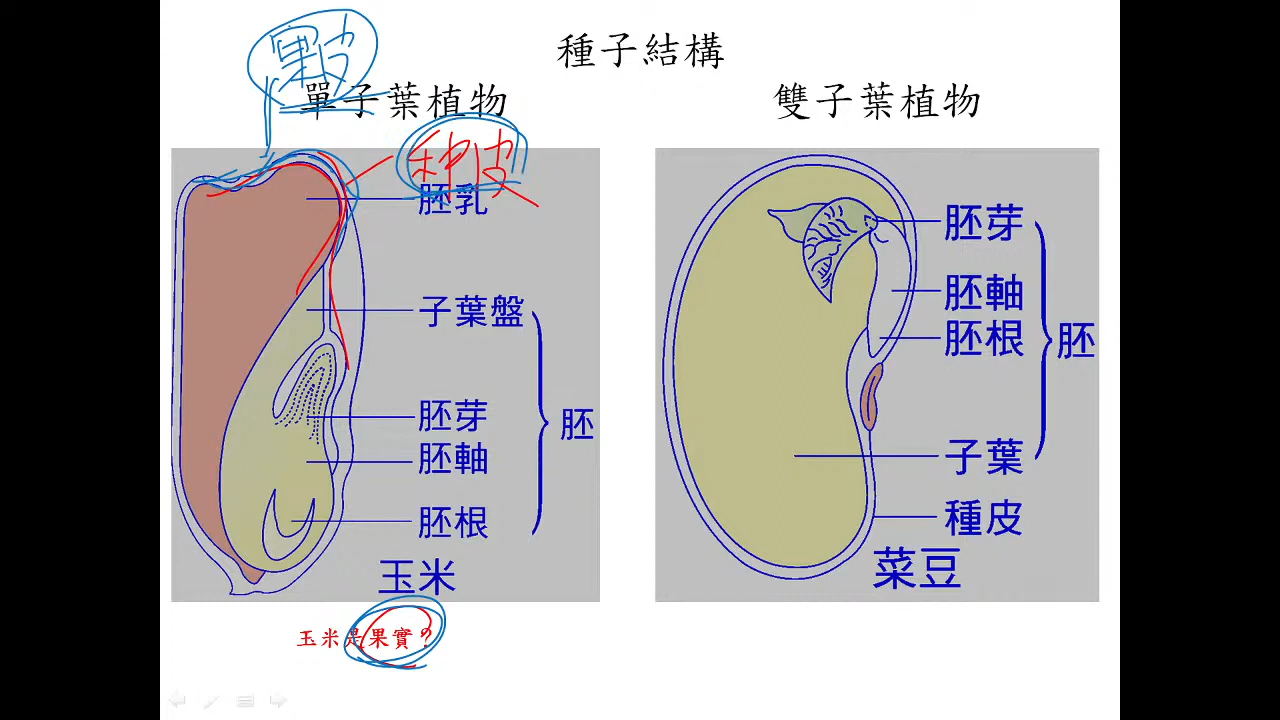 種子結構
單子葉植物
雙子葉植物
果皮
种皮
胚乳
子葉盤
胚芽
胚軸
胚根
胚
玉米
胚芽
胚軸
胚根
胚
子葉
種皮
菜豆
玉米是果實?